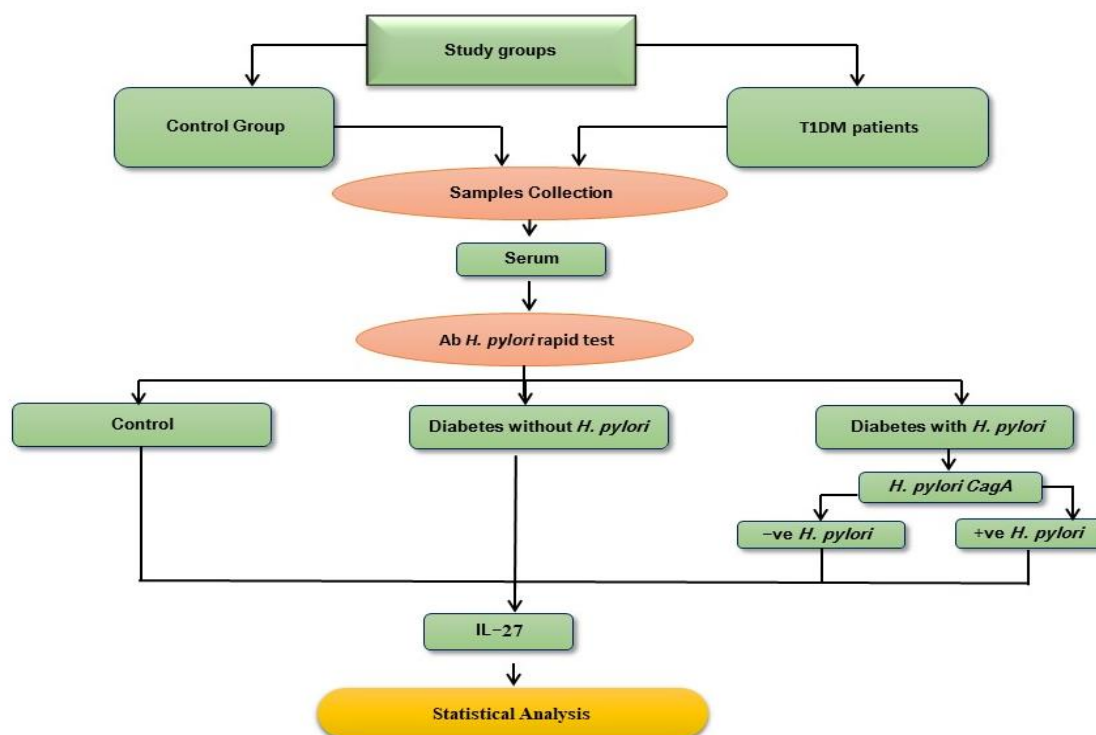 Study groups
Control Group
T1DM patients
Samples Collection
Serum
Ab H. pylori rapid test
Control
Diabetes without H. pylori
Diabetes with H. pylori
H. pylori CagA
−ve H. pylori
+ve H. pylori
IL−27
Statistical Analysis